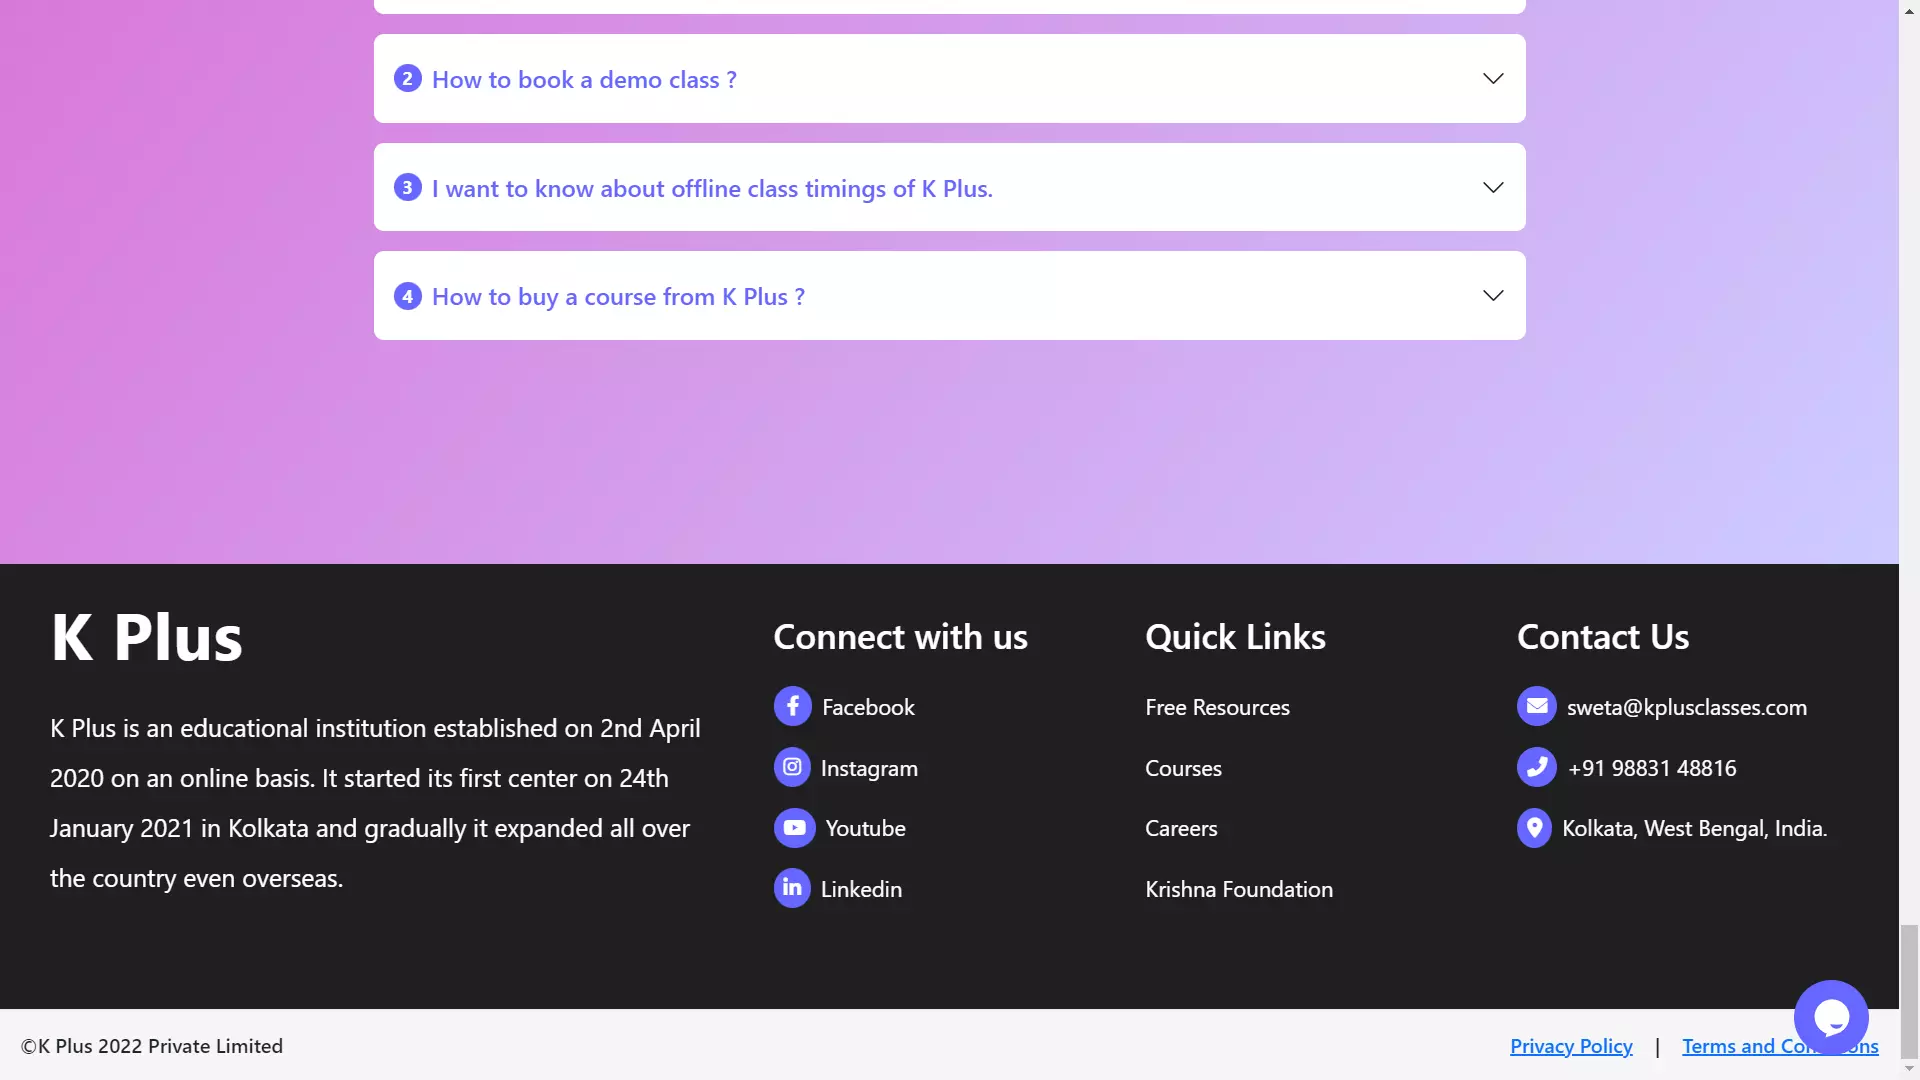 2 How to book a demo class ?
3 I want to know about offline class timings of K Plus.
4 How to buy a course from K Plus ?
K Plus
K Plus is an educational institution established on 2nd April
2020 on an online basis. It started its first center on 24th
January 2021 in Kolkata and gradually it expanded all over
the country even overseas.
Connect with us
Facebook
Instagram
Youtube
Linkedin
Quick Links
Free Resources
Courses
Careers
Krishna Foundation
Contact Us
sweta@kplusclasses.com
+91 98831 48816
Kolkata, West Bengal, India.
©K Plus 2022 Private Limited
Privacy Policy | Terms and